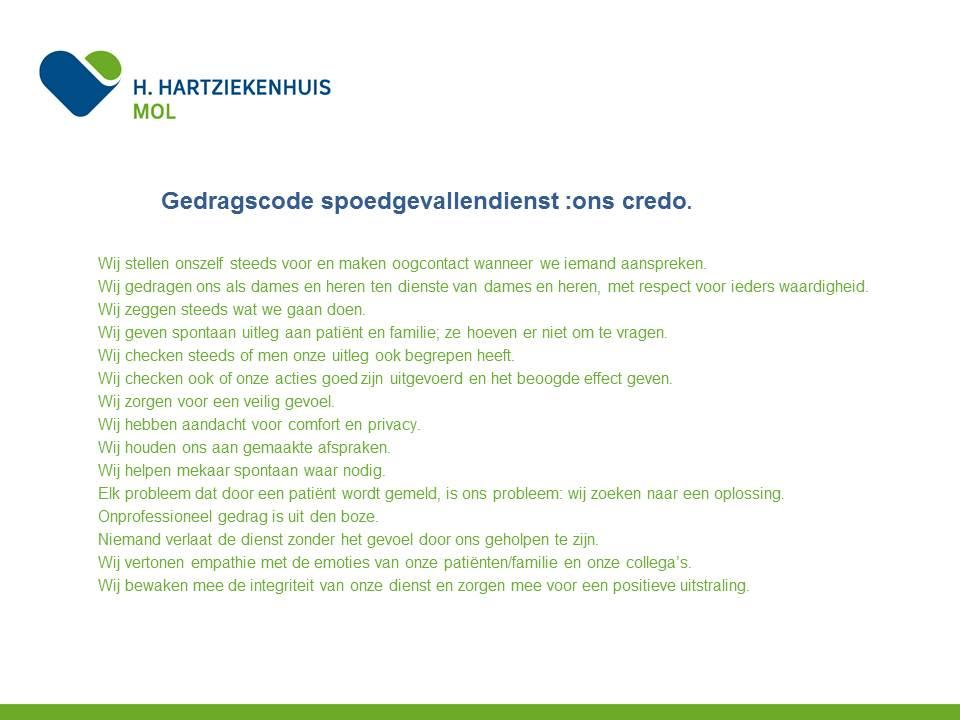 H. HARTZIEKENHUIS
MOL
Gedragscode spoedgevallendienst :ons credo.
Wij stellen onszelf steeds voor en maken oogcontact wanneer we iemand aanspreken.
Wij gedragen ons als dames en heren ten dienste van dames en heren, met respect voor ieders waardigheid.
Wij zeggen steeds wat we gaan doen.
Wij geven spontaan uitleg aan patiënt en familie; ze hoeven er niet om te vragen.
Wij checken steeds of men onze uitleg ook begrepen heeft.
Wij checken ook of onze acties goed zijn uitgevoerd en het beoogde effect geven.
Wij zorgen voor een veilig gevoel.
Wij hebben aandacht voor comfort en privacy.
Wij houden ons aan gemaakte afspraken.
Wij helpen mekaar spontaan waar nodig.
Elk probleem dat door een patiënt wordt gemeld, is ons probleem: wij zoeken naar een oplossing.
Onprofessioneel gedrag is uit den boze.
Niemand verlaat de dienst zonder het gevoel door ons geholpen te zijn.
Wij vertonen empathie met de emoties van onze patiënten/familie en onze collega’s.
Wij bewaken mee de integriteit van onze dienst en zorgen mee voor een positieve uitstraling.